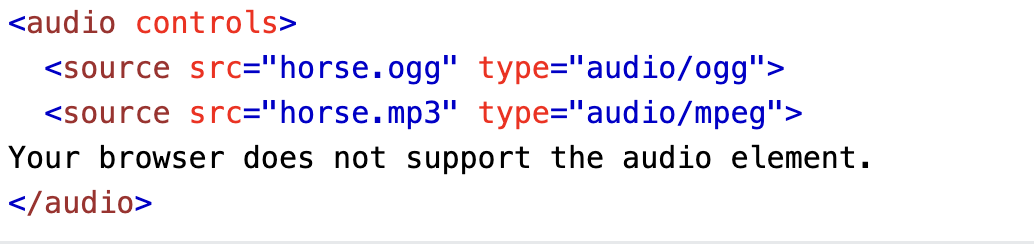 <audio controls>
  <source src="horse.ogg" type="audio/ogg">
  <source src="horse.mp3" type="audio/mpeg">
Your browser does not support the audio element.
</audio>